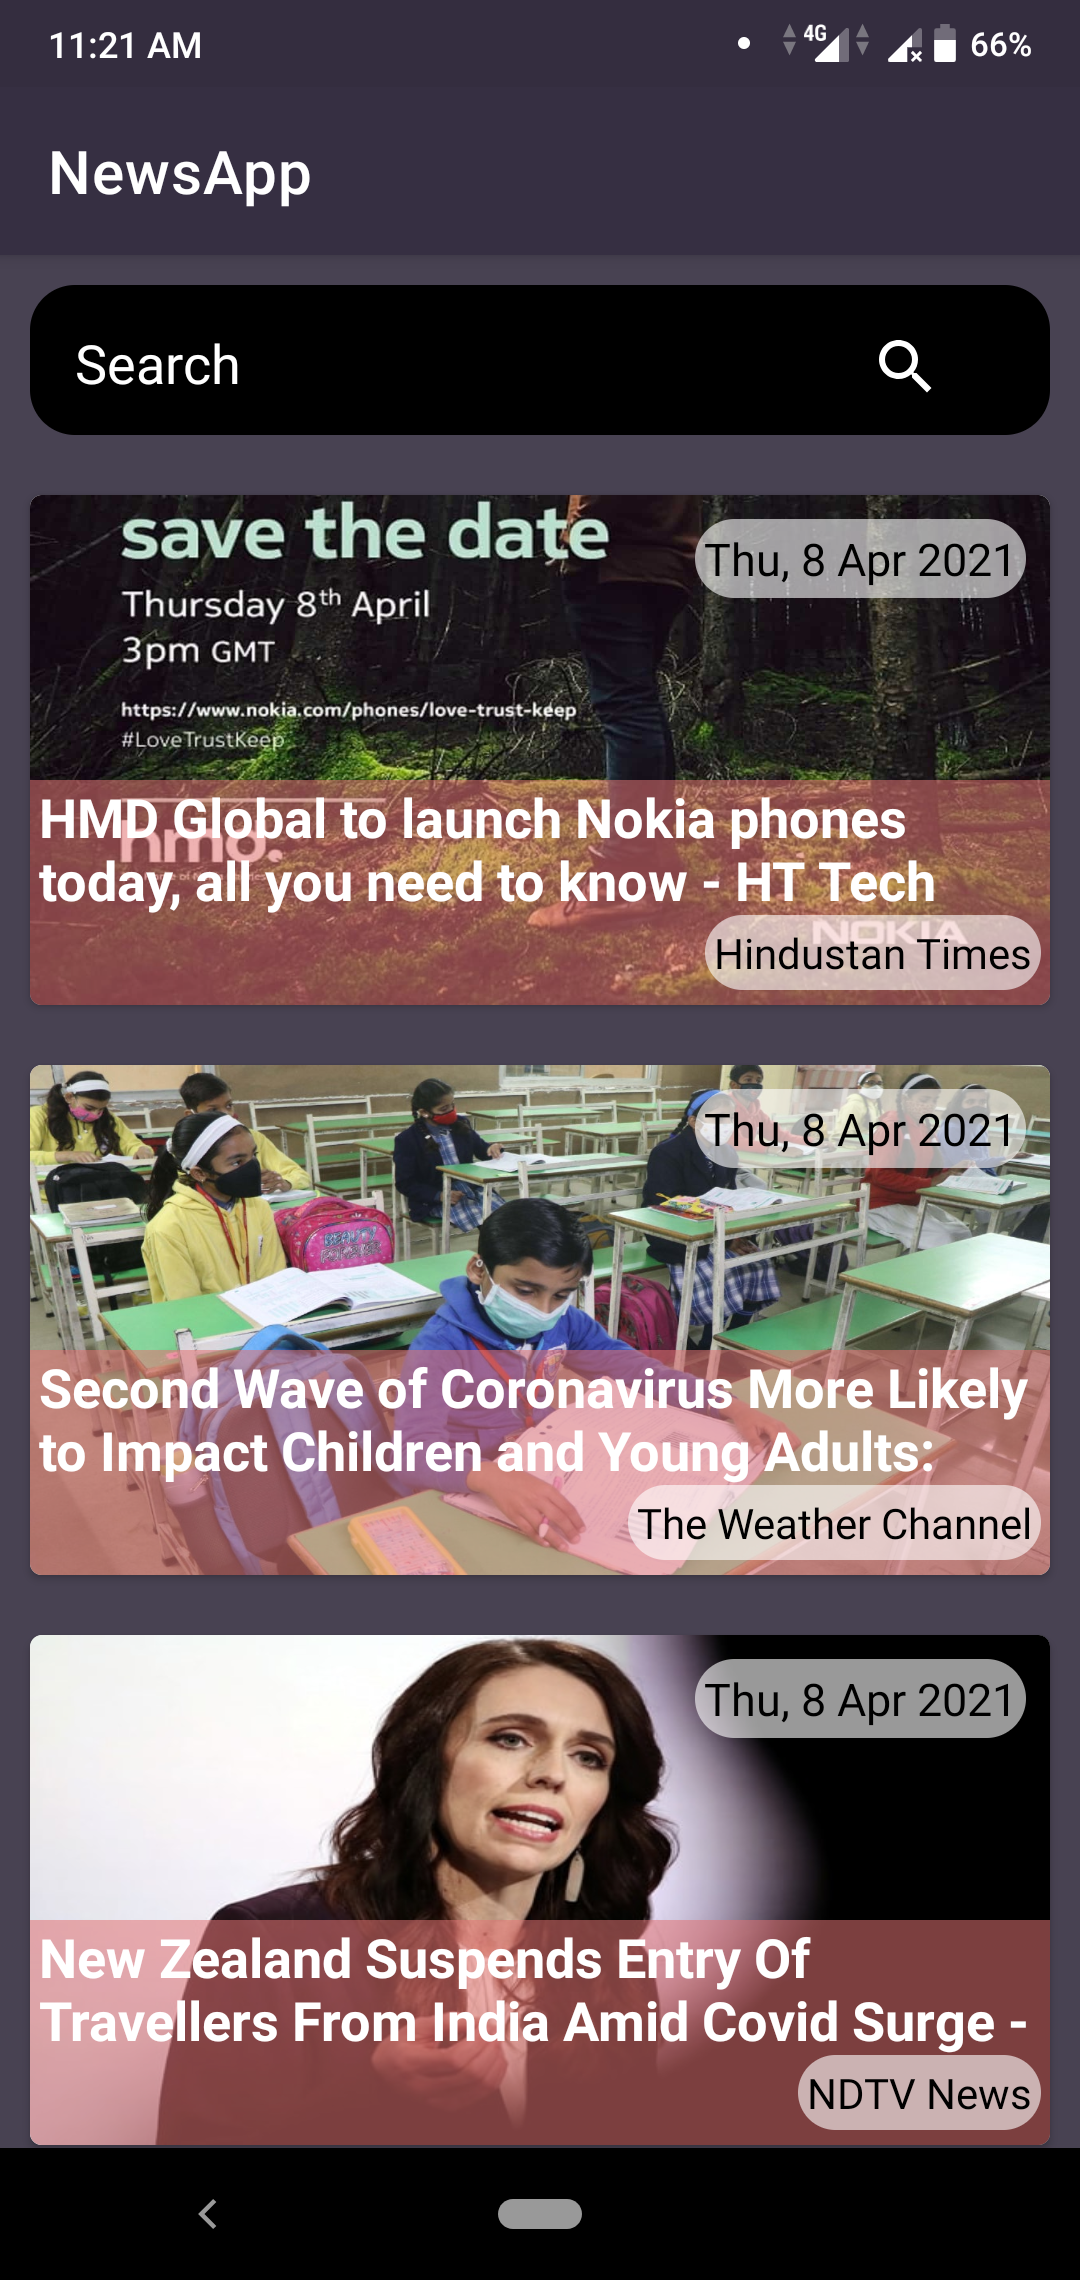 11:21 AM
4G
66%
NewsApp
Search
save the date
Thu, 8 Apr 2021
Thursday 8th April
3pm GMT
https://www.nokia.com/phones/love-trust-keep
#LoveTrustKeep
HMD Global to launch Nokia phones
today, all you need to know - HT Tech
hmd.
NOKIA
Hindustan Times
Thu, 8 Apr 2021
BEAUTY
Second Wave of Coronavirus More Likely
to Impact Children and Young Adults:
The Weather Channel
Thu, 8 Apr 2021
New Zealand Suspends Entry Of
Travellers From India Amid Covid Surge -
NDTV News